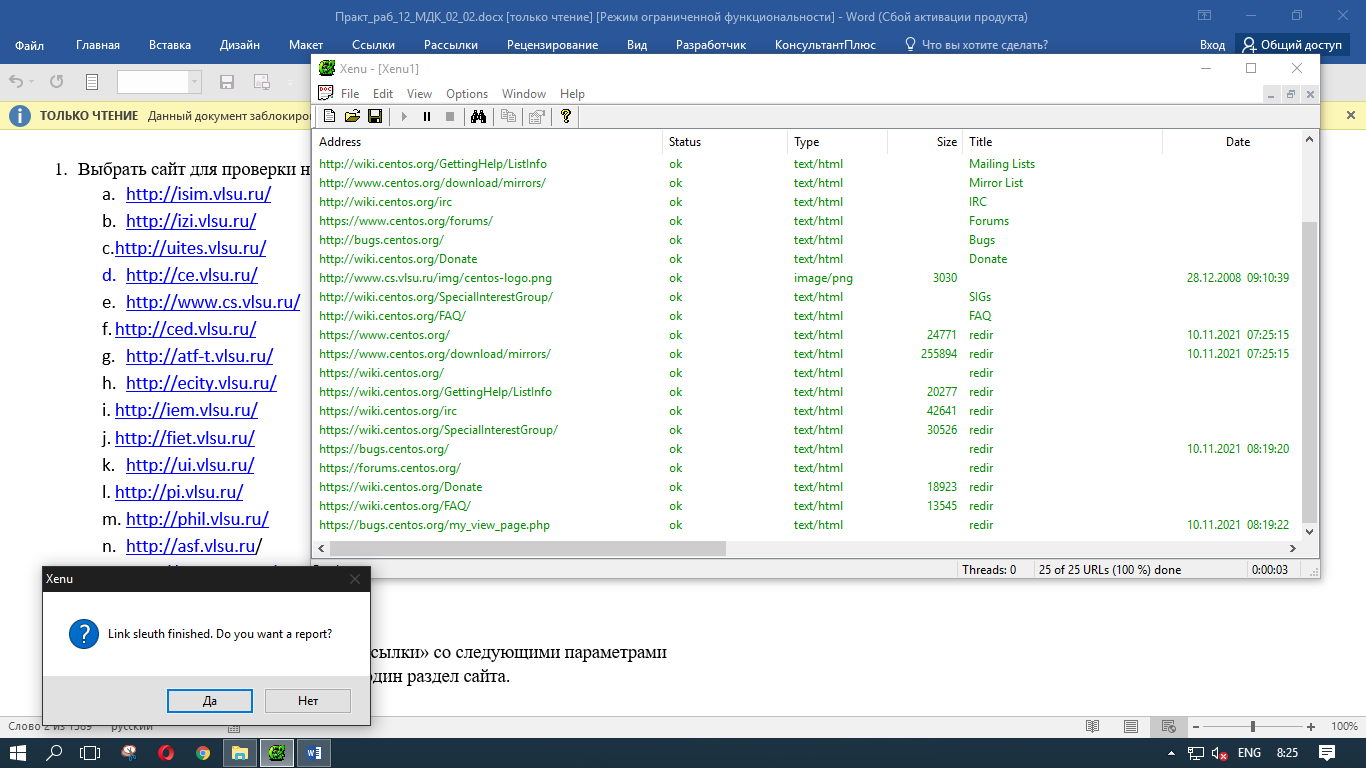 Практ_раб_12_МДК_02_02.docx [только чтение] [Режим ограниченной функциональности] - Word (Сбой активации продукта)
Файл Главная Вставка Дизайн Макет Ссылки Рассылки Рецензирование Вид Разработчик КонсультантПлюс Что вы хотите сделать? Вход Общий доступ
ТОЛЬКО ЧТЕНИЕ Данный документ заблокиро
1. Выбрать сайт для проверки н
a. http://isim.vlsu.ru/
b. http://izi.vlsu.ru/
c.http://uites.vlsu.ru/
d. http://ce.vlsu.ru/
e. http://www.cs.vlsu.ru/
f. http://ced.vlsu.ru/
g. http://atf-t.vlsu.ru/
h. http://ecity.vlsu.ru/
i. http://iem.vlsu.ru/
j. http://fiet.vlsu.ru/
k. http://ui.vlsu.ru/
l. http://pi.vlsu.ru/
m. http://phil.vlsu.ru/
n. http://asf.vlsu.ru/
сылки» со следующими параметрами
один раздел сайта.
Xenu - [Xenu1]
File Edit View Options Window Help
Address Status Type Size Title Date
http://wiki.centos.org/GettingHelp/ListInfo ok text/html Mailing Lists
http://www.centos.org/download/mirrors/ ok text/html Mirror List
http://wiki.centos.org/irc ok text/html IRC
https://www.centos.org/forums/ ok text/html Forums
http://bugs.centos.org/ ok text/html Bugs
http://wiki.centos.org/Donate ok text/html Donate
http://www.cs.vlsu.ru/img/centos-logo.png ok image/png 3030 28.12.2008 09:10:39
http://wiki.centos.org/SpecialInterestGroup/ ok text/html SIGs
http://wiki.centos.org/FAQ/ ok text/html FAQ
https://www.centos.org/ ok text/html 24771 redir 10.11.2021 07:25:15
https://www.centos.org/download/mirrors/ ok text/html 255894 redir 10.11.2021 07:25:15
https://wiki.centos.org/ ok text/html redir
https://wiki.centos.org/GettingHelp/ListInfo ok text/html 20277 redir
https://wiki.centos.org/irc ok text/html 42641 redir
https://wiki.centos.org/SpecialInterestGroup/ ok text/html 30526 redir
https://bugs.centos.org/ ok text/html redir 10.11.2021 08:19:20
https://forums.centos.org/ ok text/html redir
https://wiki.centos.org/Donate ok text/html 18923 redir
https://wiki.centos.org/FAQ/ ok text/html 13545 redir
https://bugs.centos.org/my_view_page.php ok text/html redir 10.11.2021 08:19:22
Threads: 0 25 of 25 URLs (100 %) done 0:00:03
Xenu
Link sleuth finished. Do you want a report?
Да Нет
Слово 2 из 1589 русский 100%
ENG 8:25